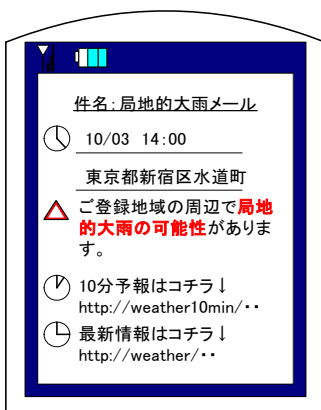 件名：局地的大雨メール
10/03 14：00
東京都新宿区水道町
ご登録地域の周辺で局地
的大雨の可能性がありま
す。
10分予報はコチラ↓
http://weather10min/・・
最新情報はコチラ↓
http://weather/・・